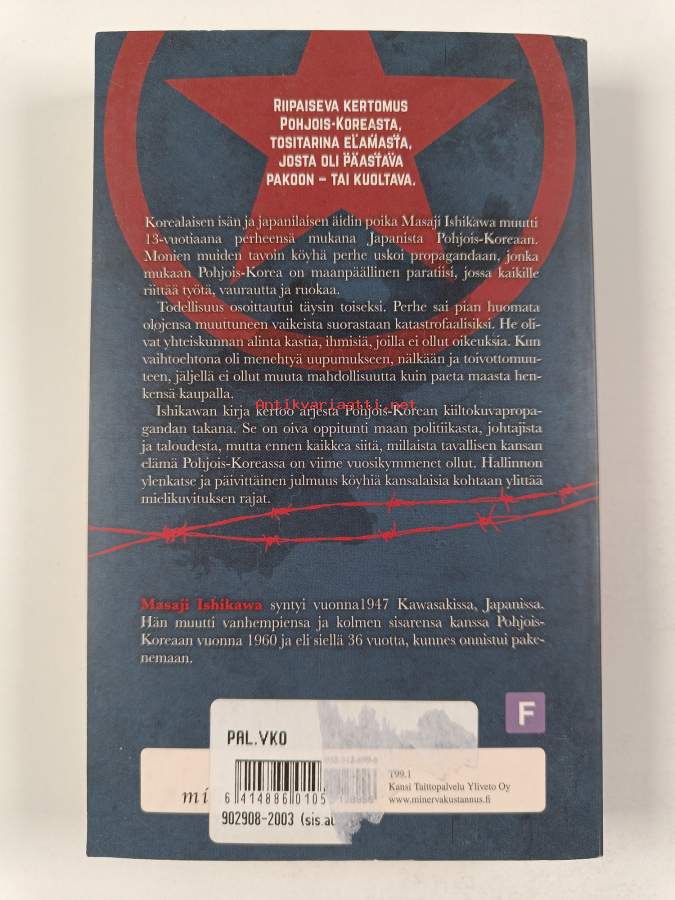 RIIPAISEVA KERTOMUS
POHJOIS-KOREASTA,
TOSITARINA ELÄMÄSTÄ,
JOSTA OLI PÄÄSTÄVÄ
PAKOON – TAI KUOLTAVA.
Korealaisen isän ja japanilaisen äidin poika Masaji Ishikawa muutti
13-vuotiaana perheensä mukana Japanista Pohjois-Koreaan.
Monien muiden tavoin köyhä perhe uskoi propagandaan, jonka
mukaan Pohjois-Korea on maanpäällinen paratiisi, jossa kaikille
riittää työtä, vaurautta ja ruokaa.
Todellisuus osoittautui täysin toiseksi. Perhe sai pian huomata
olojensa muuttuneen vaikeista suorastaan katastrofaalisiksi. He oli-
vat yhteiskunnan alinta kastia, ihmisiä, joilla ei ollut oikeuksia. Kun
vaihtoehtona oli menehtyä uupumukseen, nälkään ja toivottomuu-
teen, jäljellä ei ollut muuta mahdollisuutta kuin paeta maasta hen-
kensä kaupalla.
Antikvariaatti.net
Ishikawan kirja kertoo arjesta Pohjois-Korean kiiltokuvapropa-
gandan takana. Se on oiva oppitunti maan politiikasta, johtajista
ja taloudesta, mutta ennen kaikkea siitä, millaista tavallisen kansan
elämä Pohjois-Koreassa on viime vuosikymmenet ollut. Hallinnon
ylenkatse ja päivittäinen julmuus köyhiä kansalaisia kohtaan ylittää
mielikuvituksen rajat.
Masaji Ishikawa syntyi vuonna1947 Kawasakissa, Japanissa.
Hän muutti vanhempiensa ja kolmen sisarensa kanssa Pohjois-
Koreaan vuonna 1960 ja eli siellä 36 vuotta, kunnes onnistui pake-
nemaan.
F
PAL.VKO
T99.1
Kansi Taittopalvelu Yliveto Oy
www.minervakustannus.fi
mi
6 414886 0105
902908-2003 (sis.al